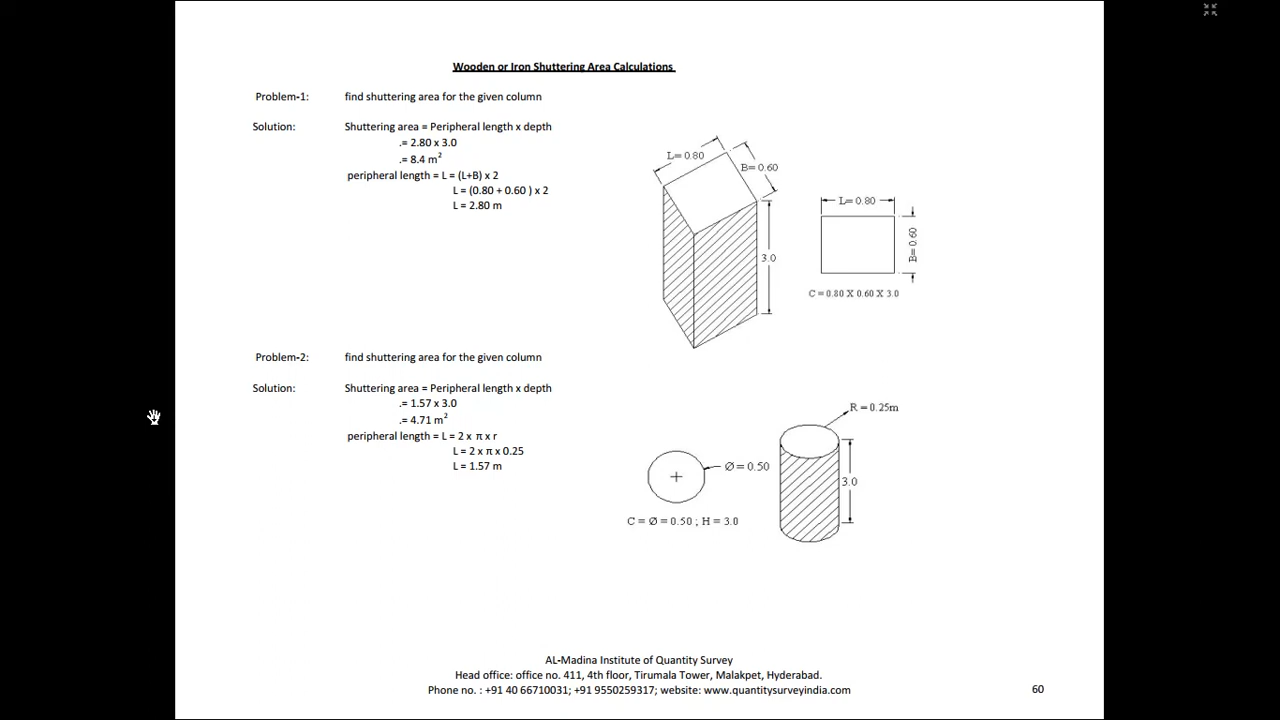 Wooden or Iron Shuttering Area Calculations
Problem-1: find shuttering area for the given column
Solution: Shuttering area = Peripheral length x depth
.= 2.80 x 3.0
.= 8.4 m²
peripheral length = L = (L+B) x 2
L = (0.80 + 0.60 ) x 2
L = 2.80 m
L= 0.80
B= 0.60
3.0
L= 0.80
B= 0.60
C = 0.80 X 0.60 X 3.0
Problem-2: find shuttering area for the given column
Solution: Shuttering area = Peripheral length x depth
.= 1.57 x 3.0
.= 4.71 m²
peripheral length = L = 2 x π x r
L = 2 x π x 0.25
L = 1.57 m
Ø = 0.50
C = Ø = 0.50 ; H = 3.0
R = 0.25m
3.0
AL-Madina Institute of Quantity Survey
Head office: office no. 411, 4th floor, Tirumala Tower, Malakpet, Hyderabad.
Phone no. : +91 40 66710031; +91 9550259317; website: www.quantitysurveyindia.com
60